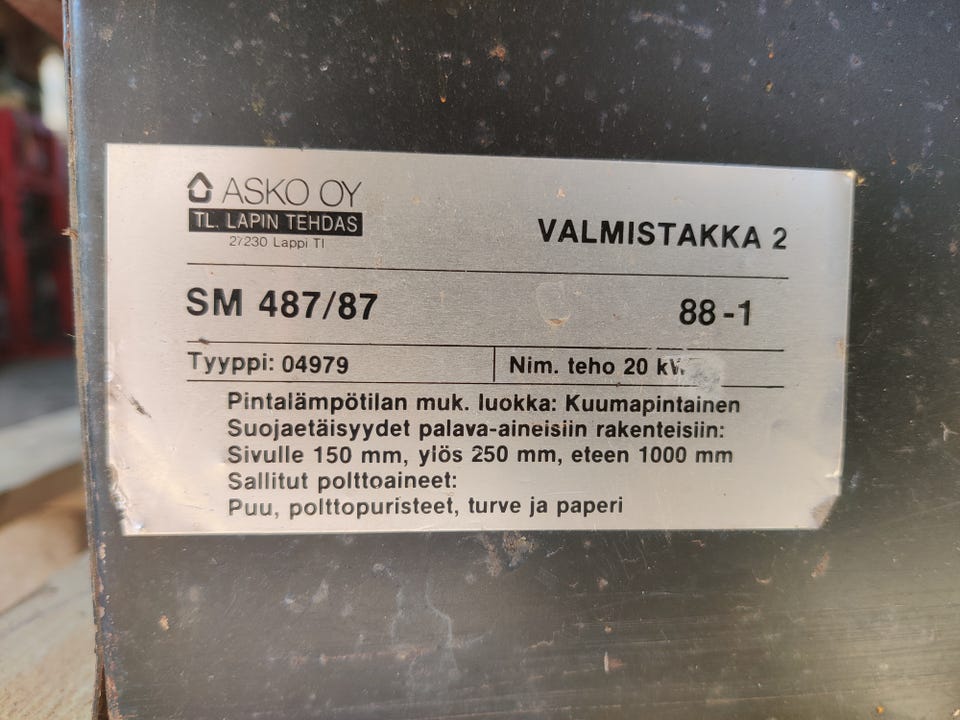 ASKO OY
TL. LAPIN TEHDAS
27230 Lappi Tl
VALMISTAKKA 2
SM 487/87
88-1
Tyyppi: 04979
Nim. teho 20 kW
Pintalämpötilan muk. luokka: Kuumapintainen
Suojaetäisyydet palava-aineisiin rakenteisiin:
Sivulle 150 mm, ylös 250 mm, eteen 1000 mm
Sallitut polttoaineet:
Puu, polttopuristeet, turve ja paperi